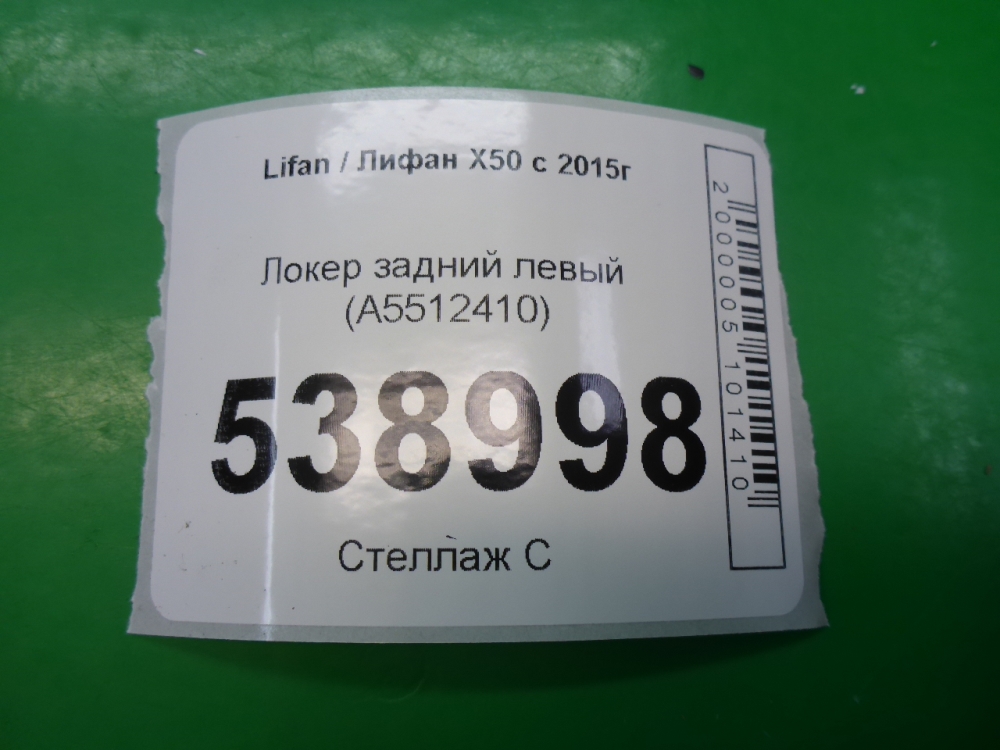 Lifan / Лифан X50 с 2015г
Локер задний левый
(A5512410)
538998
Стеллаж С
2000005101410